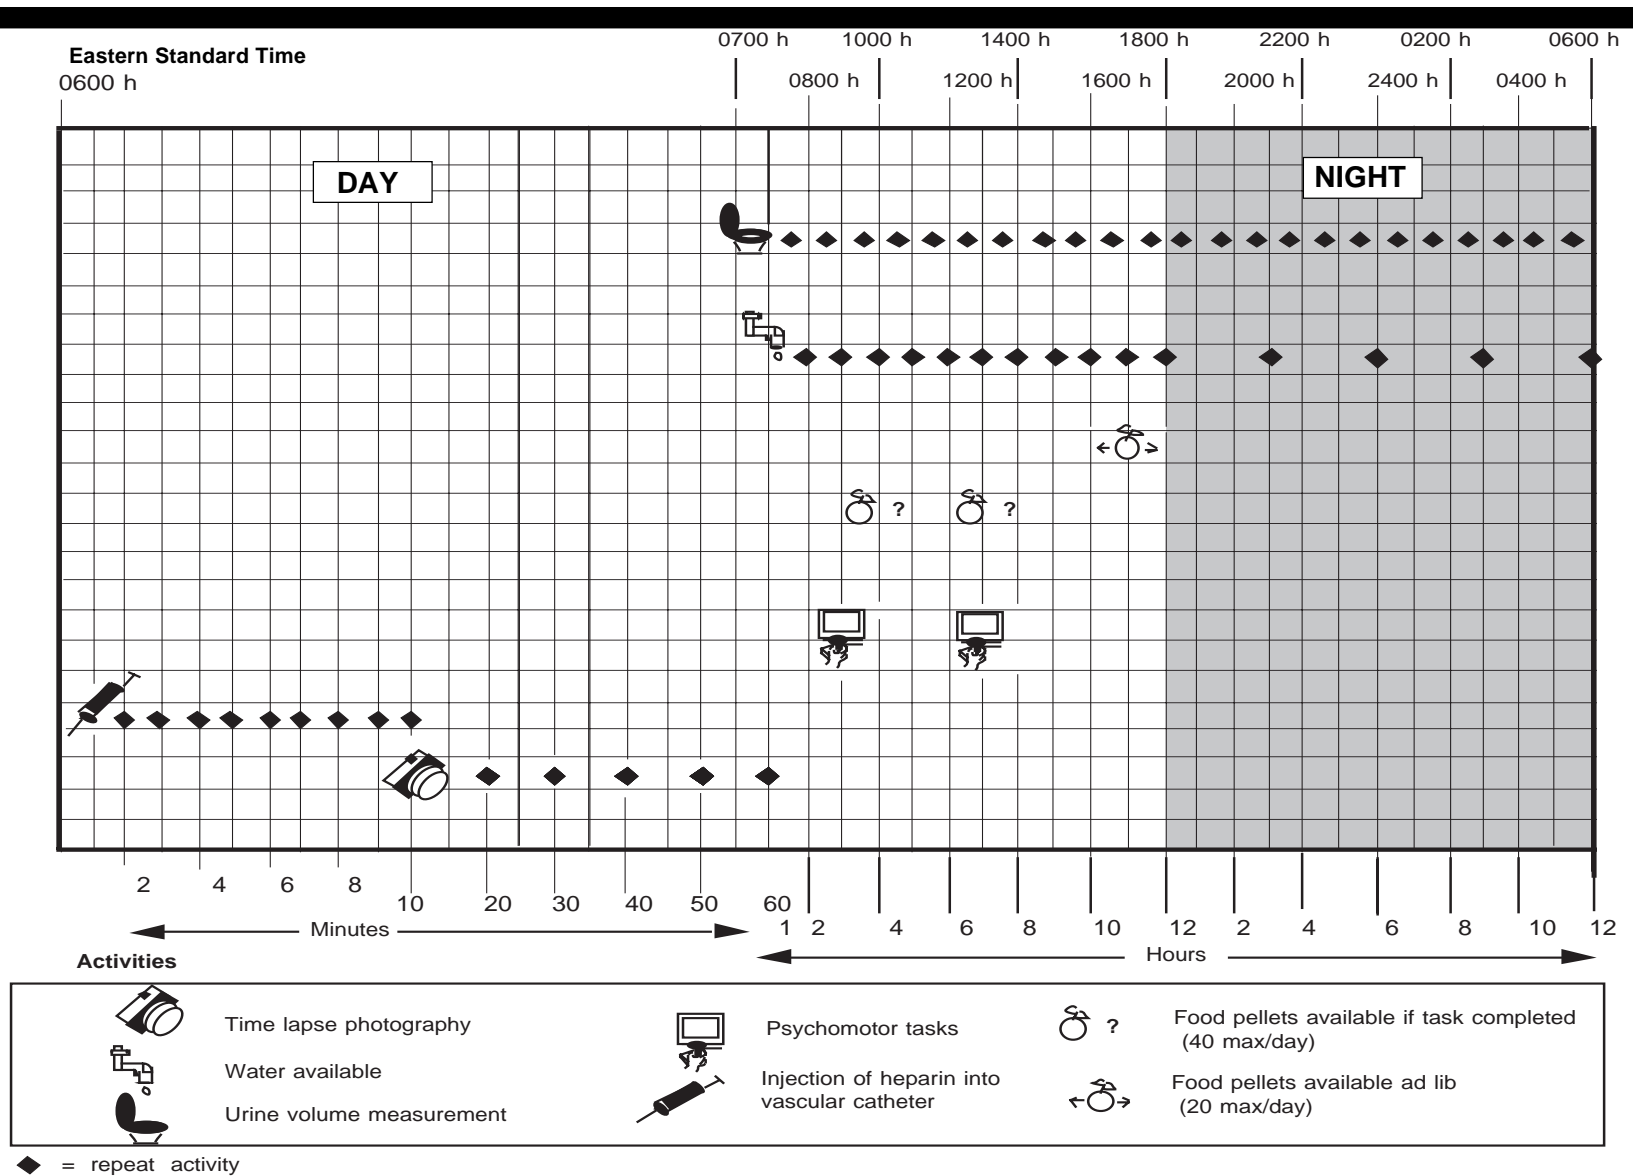 0700 h 1000 h 1400 h 1800 h 2200 h 0200 h 0600 h
Eastern Standard Time
0600 h 0800 h 1200 h 1600 h 2000 h 2400 h 0400 h
DAY
NIGHT
? ?
2 4 6 8 10 20 30 40 50 60
1 2 4 6 8 10 12 2 4 6 8 10 12
Minutes
Hours
Activities
Time lapse photography
Water available
Urine volume measurement
Psychomotor tasks
Injection of heparin into
vascular catheter
? Food pellets available if task completed
(40 max/day)
Food pellets available ad lib
(20 max/day)
= repeat activity